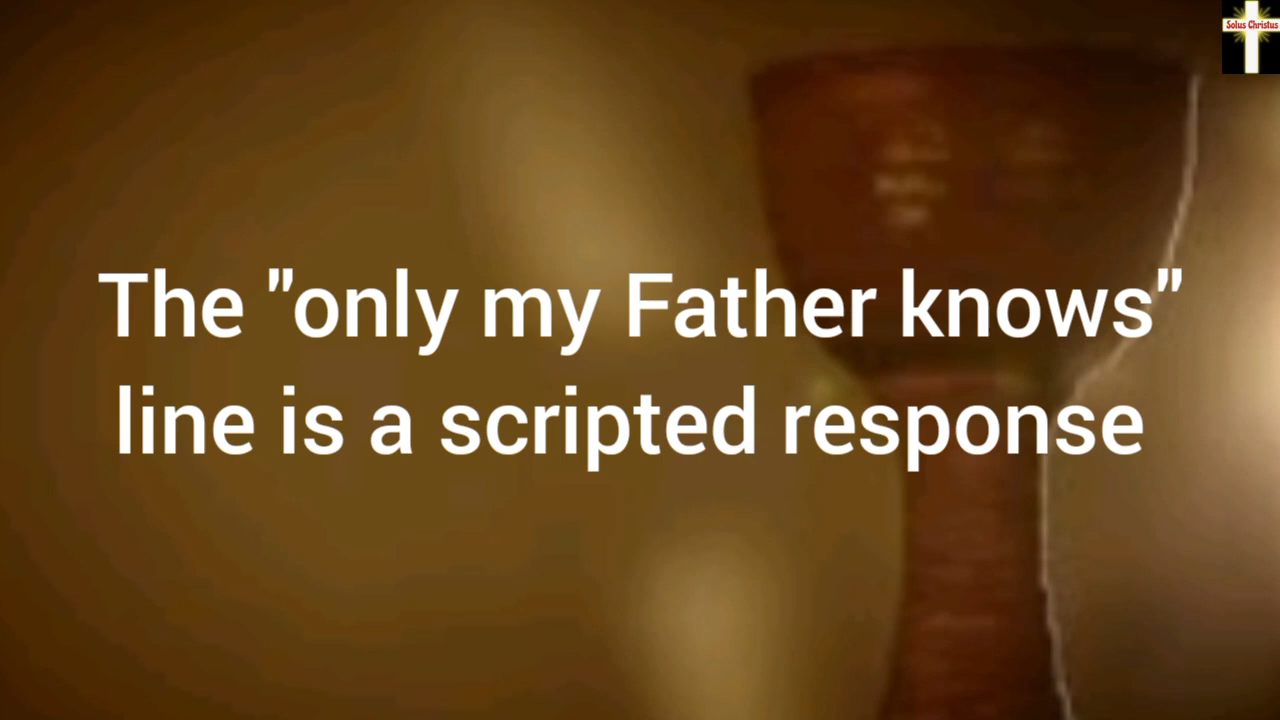 Solus Christus
The "only my Father knows"
line is a scripted response